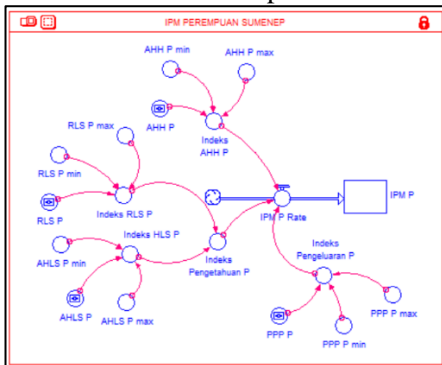 IPM PEREMPUAN SUMENEP
AHH P min
AHH P max
AHH P
Indeks
AHH P
RLS P max
RLS P min
RLS P
Indeks RLS P
IPM P Rate
IPM P
Indeks HLS P
AHLS P min
Indeks
Pengetahuan P
Indeks
Pengeluaran P
AHLS P
AHLS P max
PPP P
PPP P min
PPP P max